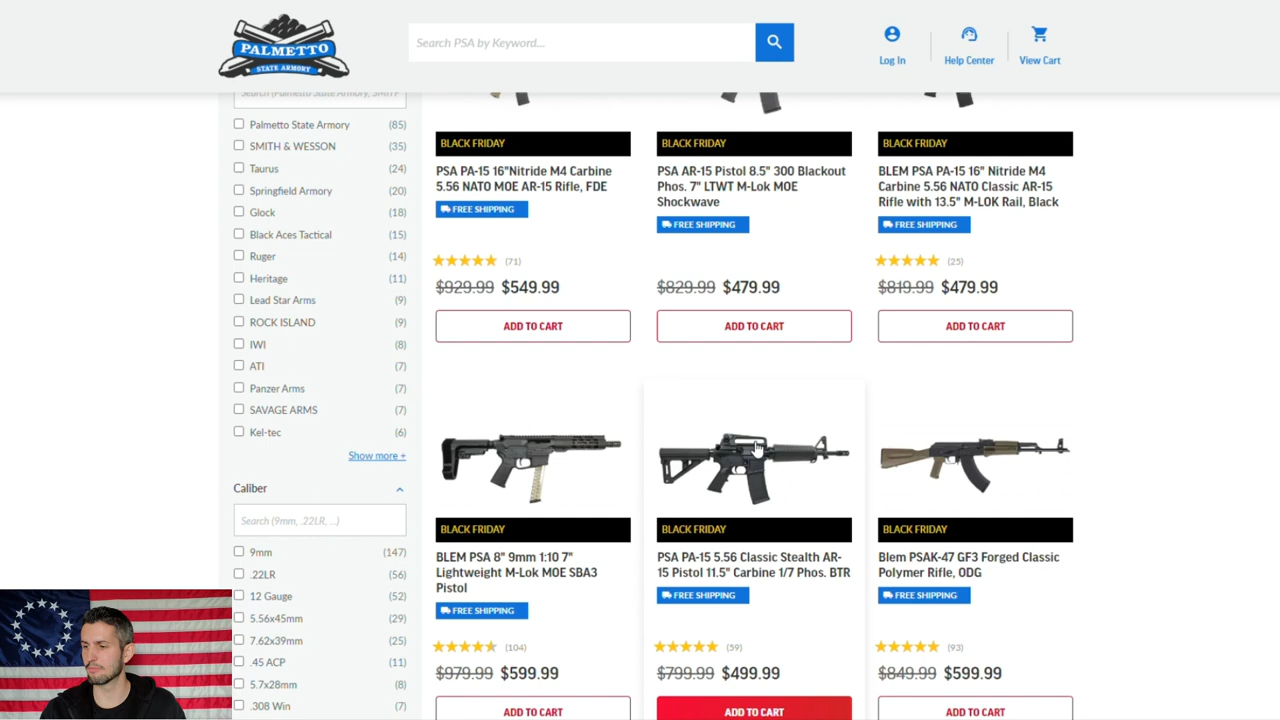 PALMETTO
STATE ARMORY
Search PSA by Keyword...
Log In
Help Center
View Cart
Search (Palmetto State Armory, SMITH
Palmetto State Armory (85)
SMITH & WESSON (35)
Taurus (24)
Springfield Armory (20)
Glock (18)
Black Aces Tactical (15)
Ruger (14)
Heritage (11)
Lead Star Arms (9)
ROCK ISLAND (9)
IWI (8)
ATI (7)
Panzer Arms (7)
SAVAGE ARMS (7)
Kel-tec (6)
Show more +
Caliber
Search (9mm, .22LR, ...)
9mm (147)
.22LR (56)
12 Gauge (52)
5.56x45mm (29)
7.62x39mm (25)
.45 ACP (11)
5.7x28mm (8)
.308 Win (7)
BLACK FRIDAY
PSA PA-15 16"Nitride M4 Carbine
5.56 NATO MOE AR-15 Rifle, FDE
FREE SHIPPING
(71)
$929.99 $549.99
ADD TO CART
BLACK FRIDAY
PSA AR-15 Pistol 8.5" 300 Blackout
Phos. 7" LTWT M-Lok MOE
Shockwave
FREE SHIPPING
$829.99 $479.99
ADD TO CART
BLACK FRIDAY
BLEM PSA PA-15 16" Nitride M4
Carbine 5.56 NATO Classic AR-15
Rifle with 13.5" M-LOK Rail, Black
FREE SHIPPING
(25)
$819.99 $479.99
ADD TO CART
BLACK FRIDAY
BLEM PSA 8" 9mm 1:10 7"
Lightweight M-Lok MOE SBA3
Pistol
FREE SHIPPING
(104)
$979.99 $599.99
ADD TO CART
BLACK FRIDAY
PSA PA-15 5.56 Classic Stealth AR-
15 Pistol 11.5" Carbine 1/7 Phos. BTR
FREE SHIPPING
(59)
$799.99 $499.99
ADD TO CART
BLACK FRIDAY
Blem PSAK-47 GF3 Forged Classic
Polymer Rifle, ODG
FREE SHIPPING
(93)
$849.99 $599.99
ADD TO CART